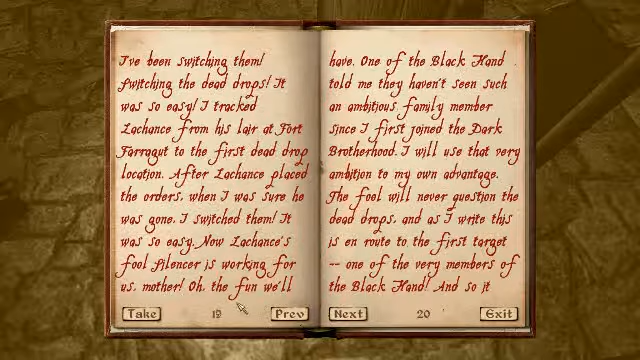 I've been switching them!
Switching the dead drops! It
was so easy! I tracked
Lachance from his lair at Fort
Farragut to the first dead drop
location. After Lachance placed
the orders, when I was sure he
was gone, I switched them! It
was so easy. Now Lachance's
fool Silencer is working for
us, mother! Oh, the fun we'll
Take
19
Prev
have. One of the Black Hand
told me they haven't seen such
an ambitious family member
since I first joined the Dark
Brotherhood. I will use that very
ambition to my own advantage.
The fool will never question the
dead drops, and as I write this
is en route to the first target
-- one of the very members of
the Black Hand! And so it
Next
20
Exit